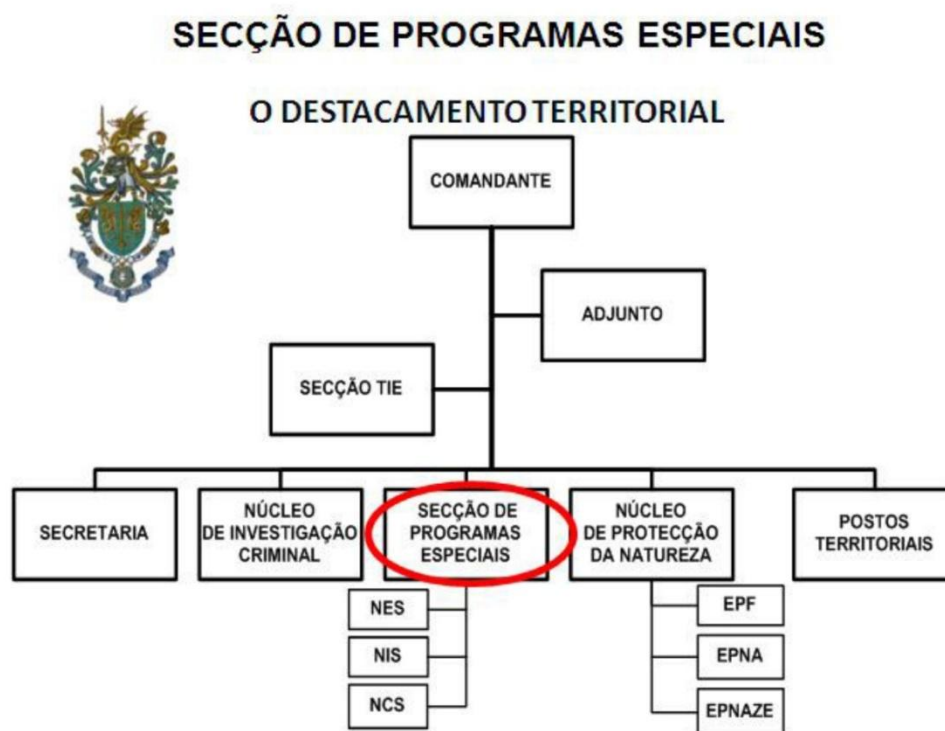 SECÇÃO DE PROGRAMAS ESPECIAIS
O DESTACAMENTO TERRITORIAL
COMANDANTE
ADJUNTO
SECÇÃO TIE
SECRETARIA
NÚCLEO
DE INVESTIGAÇÃO
CRIMINAL
SECÇÃO DE
PROGRAMAS
ESPECIAIS
NÚCLEO
DE PROTECÇÃO
DA NATUREZA
POSTOS
TERRITORIAIS
NES
NIS
NCS
EPF
EPNA
EPNAZE